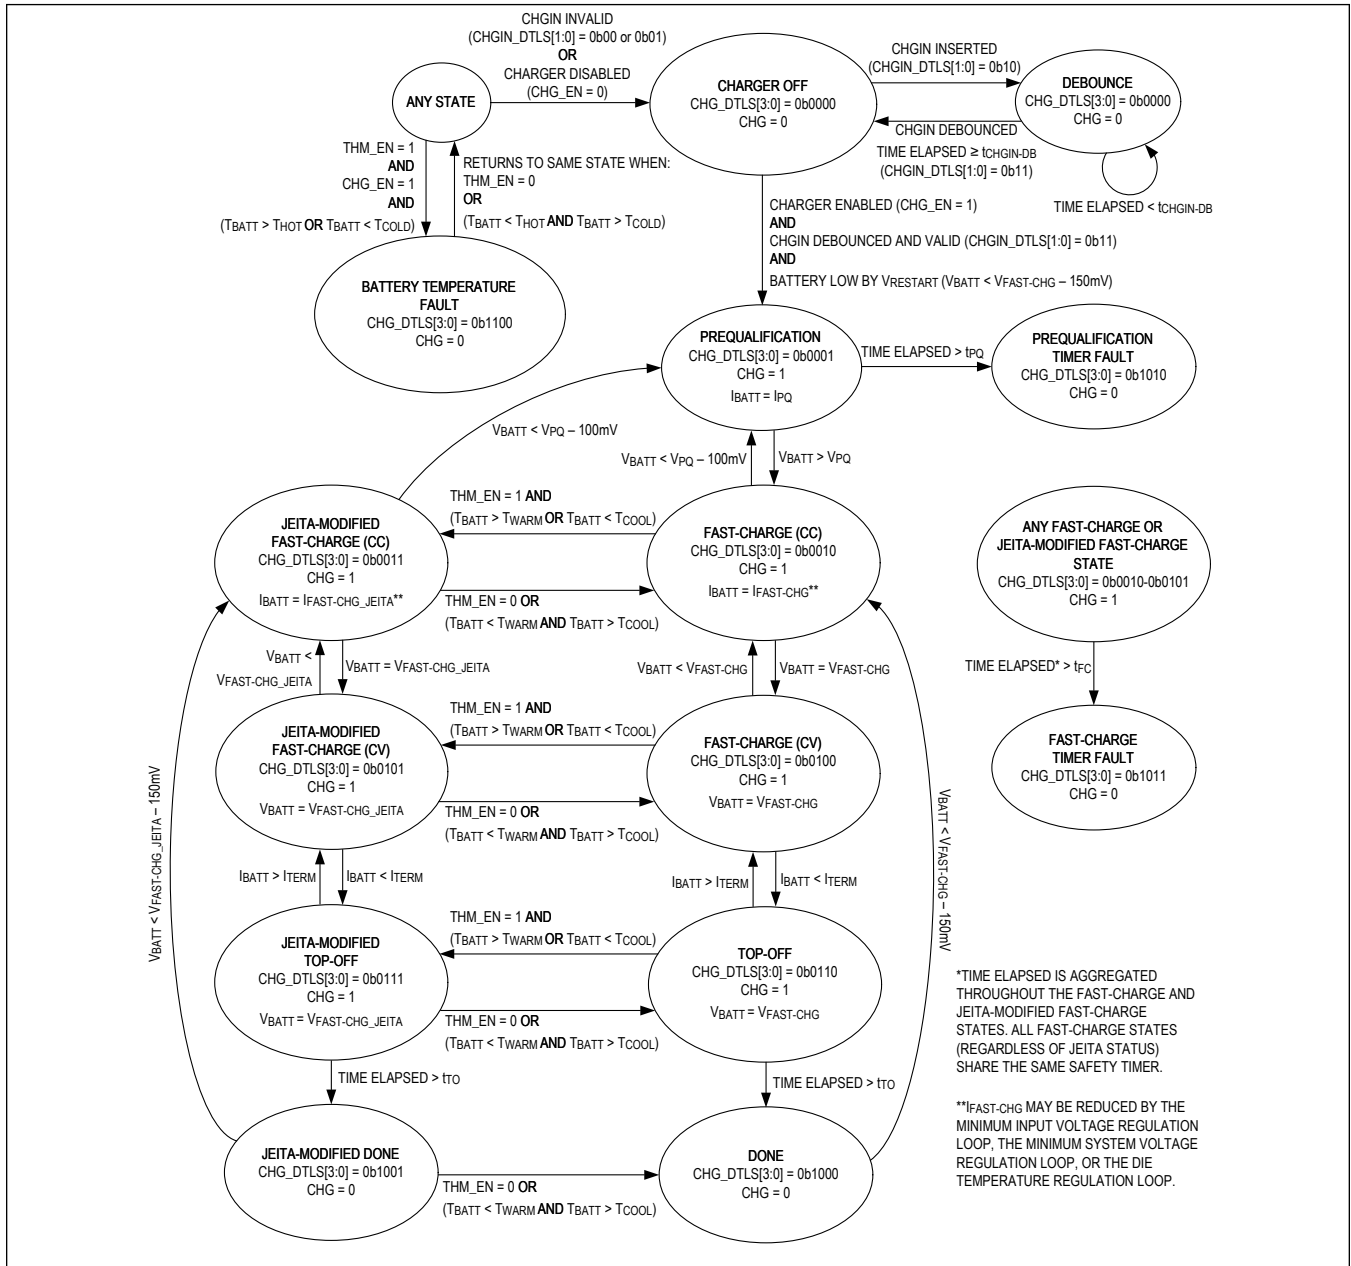 CHGIN INVALID
(CHGIN_DTLS[1:0] = 0b00 or 0b01)
OR
CHARGER DISABLED
(CHG_EN = 0)
ANY STATE
CHARGER OFF
CHG_DTLS[3:0] = 0b0000
CHG = 0
CHGIN INSERTED
(CHGIN_DTLS[1:0] = 0b10)
DEBOUNCE
CHG_DTLS[3:0] = 0b0000
CHG = 0
CHGIN DEBOUNCED
TIME ELAPSED ≥ tCHGIN-DB
(CHGIN_DTLS[1:0] = 0b11)
TIME ELAPSED < tCHGIN-DB
THM_EN = 1
AND
CHG_EN = 1
AND
(TBATT > THOT OR TBATT < TCOLD)
RETURNS TO SAME STATE WHEN:
THM_EN = 0
OR
(TBATT < THOT AND TBATT > TCOLD)
CHARGER ENABLED (CHG_EN = 1)
AND
CHGIN DEBOUNCED AND VALID (CHGIN_DTLS[1:0] = 0b11)
AND
BATTERY LOW BY VRESTART (VBATT < VFAST-CHG – 150mV)
BATTERY TEMPERATURE
FAULT
CHG_DTLS[3:0] = 0b1100
CHG = 0
PREQUALIFICATION
CHG_DTLS[3:0] = 0b0001
CHG = 1
IBATT = IPQ
TIME ELAPSED > tPQ
PREQUALIFICATION
TIMER FAULT
CHG_DTLS[3:0] = 0b1010
CHG = 0
VBATT < VPQ – 100mV
VBATT < VPQ – 100mV
VBATT > VPQ
JEITA-MODIFIED
FAST-CHARGE (CC)
CHG_DTLS[3:0] = 0b0011
CHG = 1
IBATT = IFAST-CHG_JEITA**
THM_EN = 1 AND
(TBATT > TWARM OR TBATT < TCOOL)
THM_EN = 0 OR
(TBATT < TWARM AND TBATT > TCOOL)
FAST-CHARGE (CC)
CHG_DTLS[3:0] = 0b0010
CHG = 1
IBATT = IFAST-CHG**
ANY FAST-CHARGE OR
JEITA-MODIFIED FAST-CHARGE
STATE
CHG_DTLS[3:0] = 0b0010-0b0101
CHG = 1
VBATT <
VFAST-CHG_JEITA
VBATT = VFAST-CHG_JEITA
VBATT < VFAST-CHG
VBATT = VFAST-CHG
TIME ELAPSED* > tFC
JEITA-MODIFIED
FAST-CHARGE (CV)
CHG_DTLS[3:0] = 0b0101
CHG = 1
VBATT = VFAST-CHG_JEITA
THM_EN = 1 AND
(TBATT > TWARM OR TBATT < TCOOL)
THM_EN = 0 OR
(TBATT < TWARM AND TBATT > TCOOL)
FAST-CHARGE (CV)
CHG_DTLS[3:0] = 0b0100
CHG = 1
VBATT = VFAST-CHG
FAST-CHARGE
TIMER FAULT
CHG_DTLS[3:0] = 0b1011
CHG = 0
VBATT < VFAST-CHG_JEITA – 150mV
VBATT < VFAST-CHG – 150mV
IBATT > ITERM
IBATT < ITERM
IBATT > ITERM
IBATT < ITERM
JEITA-MODIFIED
TOP-OFF
CHG_DTLS[3:0] = 0b0111
CHG = 1
VBATT = VFAST-CHG_JEITA
THM_EN = 1 AND
(TBATT > TWARM OR TBATT < TCOOL)
THM_EN = 0 OR
(TBATT < TWARM AND TBATT > TCOOL)
TOP-OFF
CHG_DTLS[3:0] = 0b0110
CHG = 1
VBATT = VFAST-CHG
*TIME ELAPSED IS AGGREGATED
THROUGHOUT THE FAST-CHARGE AND
JEITA-MODIFIED FAST-CHARGE
STATES. ALL FAST-CHARGE STATES
(REGARDLESS OF JEITA STATUS)
SHARE THE SAME SAFETY TIMER.
TIME ELAPSED > tTO
TIME ELAPSED > tTO
**IFAST-CHG MAY BE REDUCED BY THE
MINIMUM INPUT VOLTAGE REGULATION
LOOP, THE MINIMUM SYSTEM VOLTAGE
REGULATION LOOP, OR THE DIE
TEMPERATURE REGULATION LOOP.
JEITA-MODIFIED DONE
CHG_DTLS[3:0] = 0b1001
CHG = 0
THM_EN = 0 OR
(TBATT < TWARM AND TBATT > TCOOL)
DONE
CHG_DTLS[3:0] = 0b1000
CHG = 0